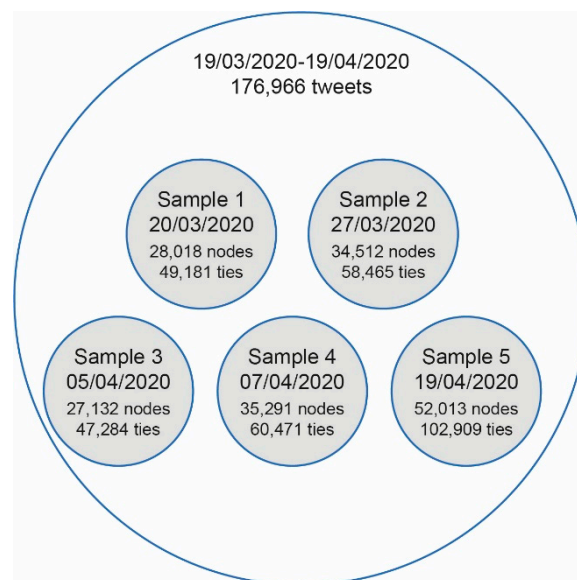 19/03/2020-19/04/2020
176,966 tweets
Sample 1
20/03/2020
28,018 nodes
49,181 ties
Sample 2
27/03/2020
34,512 nodes
58,465 ties
Sample 3
05/04/2020
27,132 nodes
47,284 ties
Sample 4
07/04/2020
35,291 nodes
60,471 ties
Sample 5
19/04/2020
52,013 nodes
102,909 ties